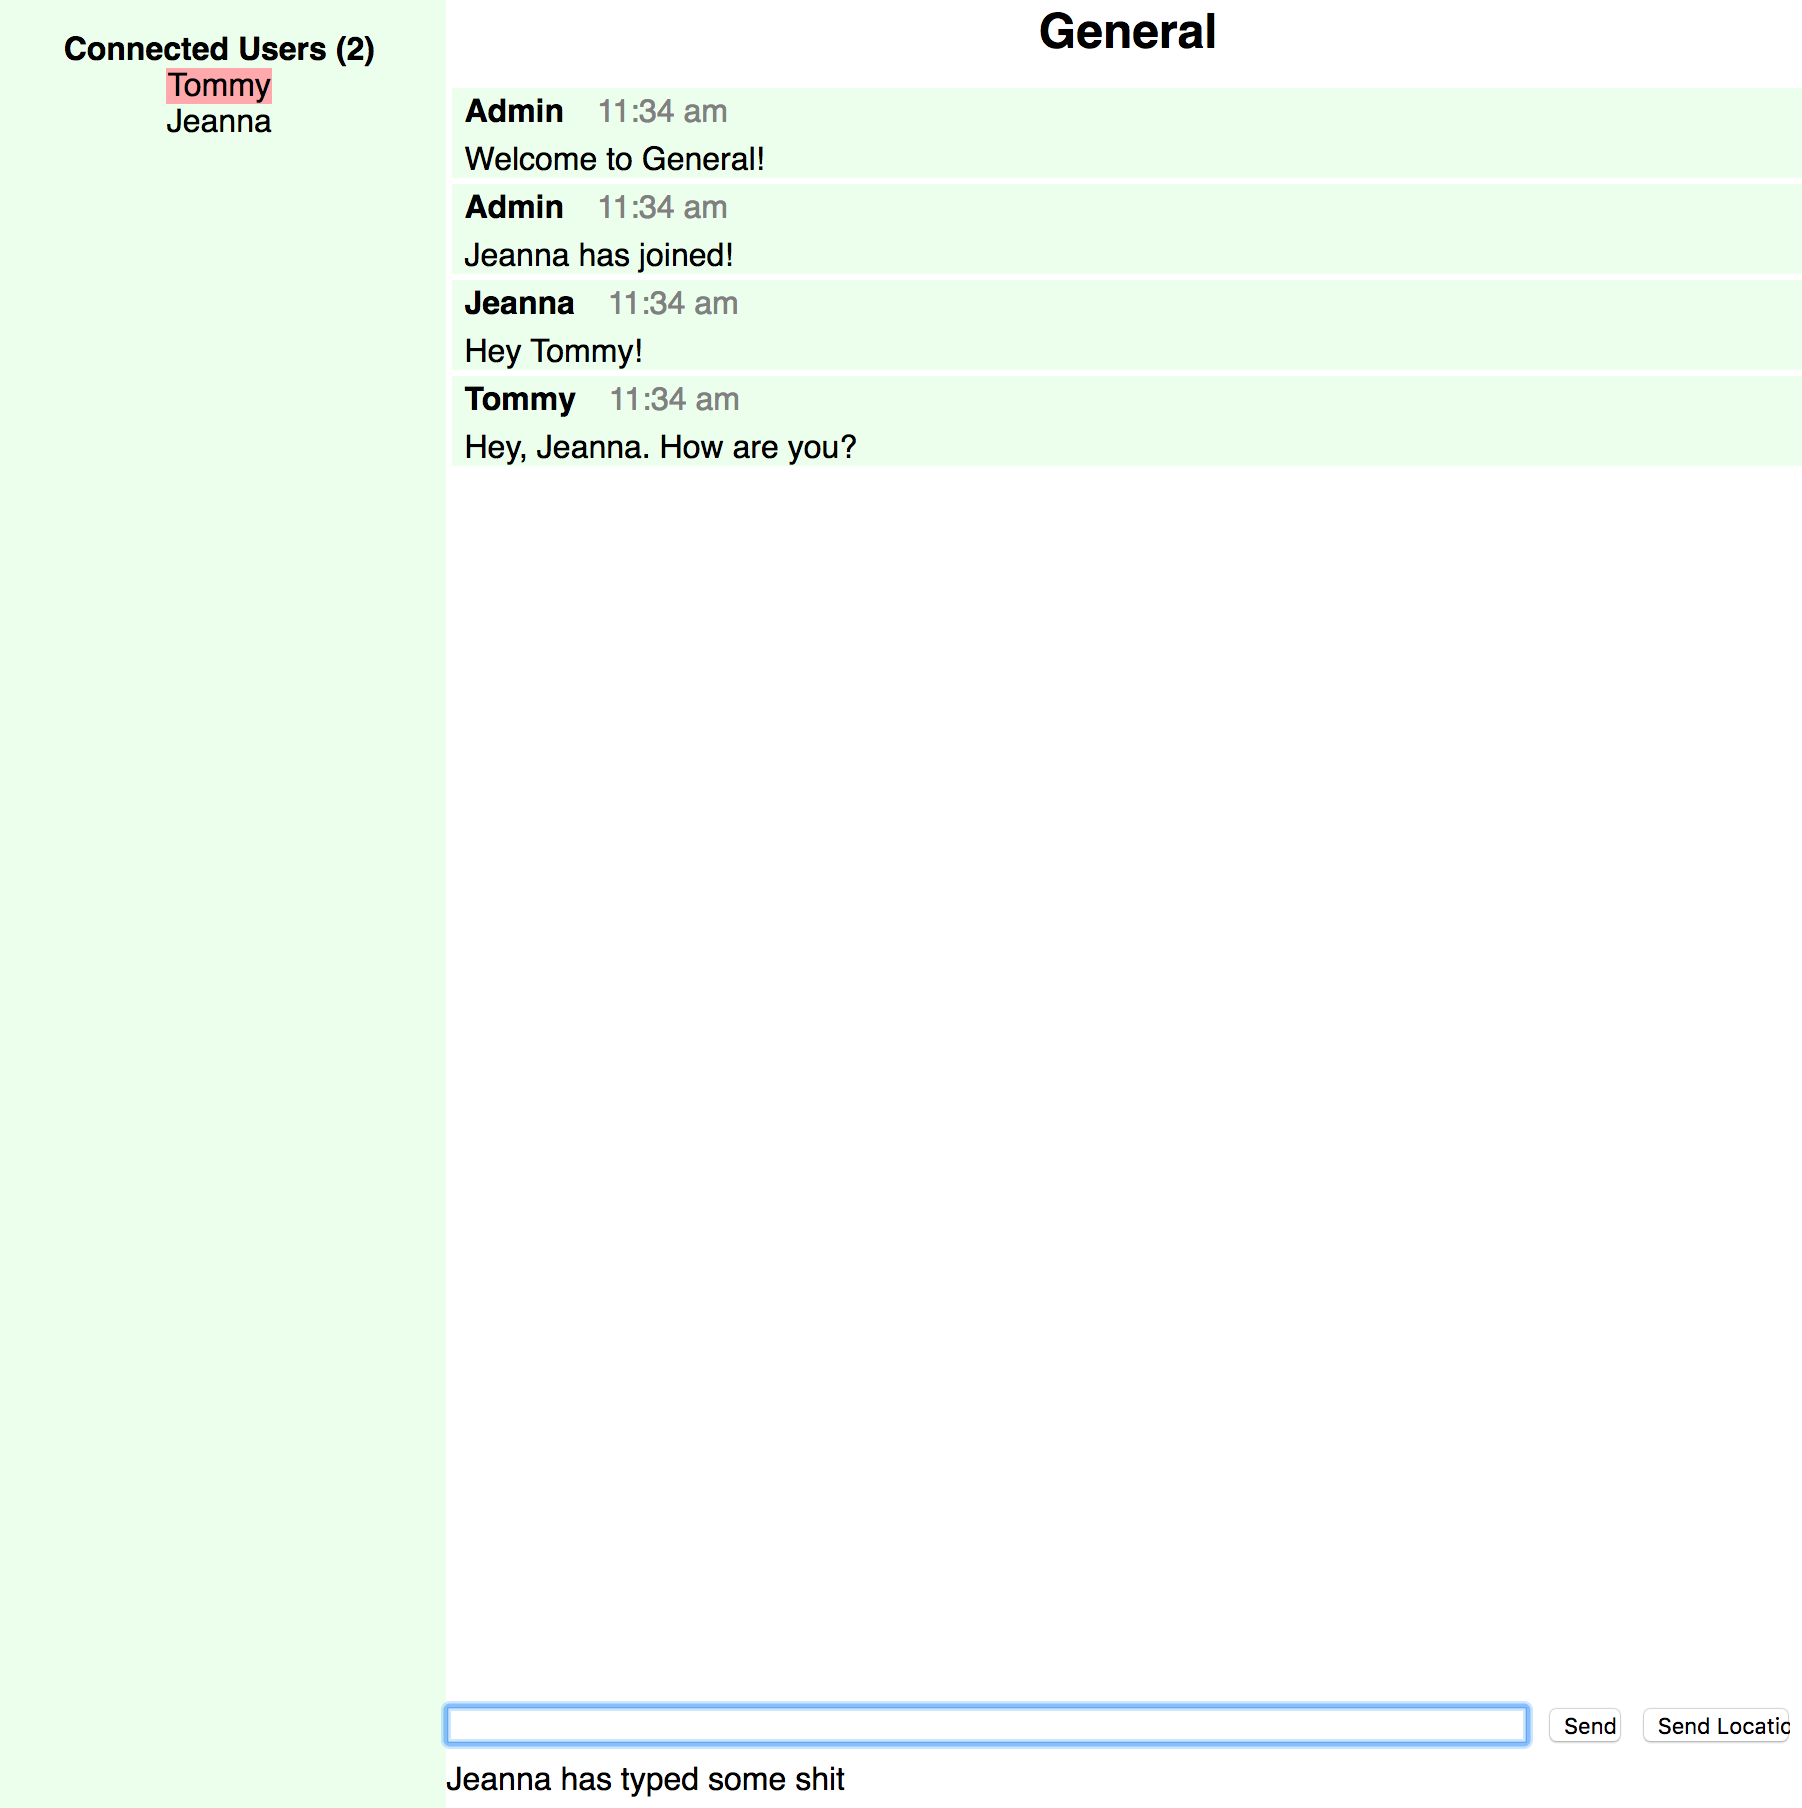 Connected Users (2)
Tommy
Jeanna
General
Admin 11:34 am
Welcome to General!
Admin 11:34 am
Jeanna has joined!
Jeanna 11:34 am
Hey Tommy!
Tommy 11:34 am
Hey, Jeanna. How are you?
Send
Send Locatio
Jeanna has typed some shit